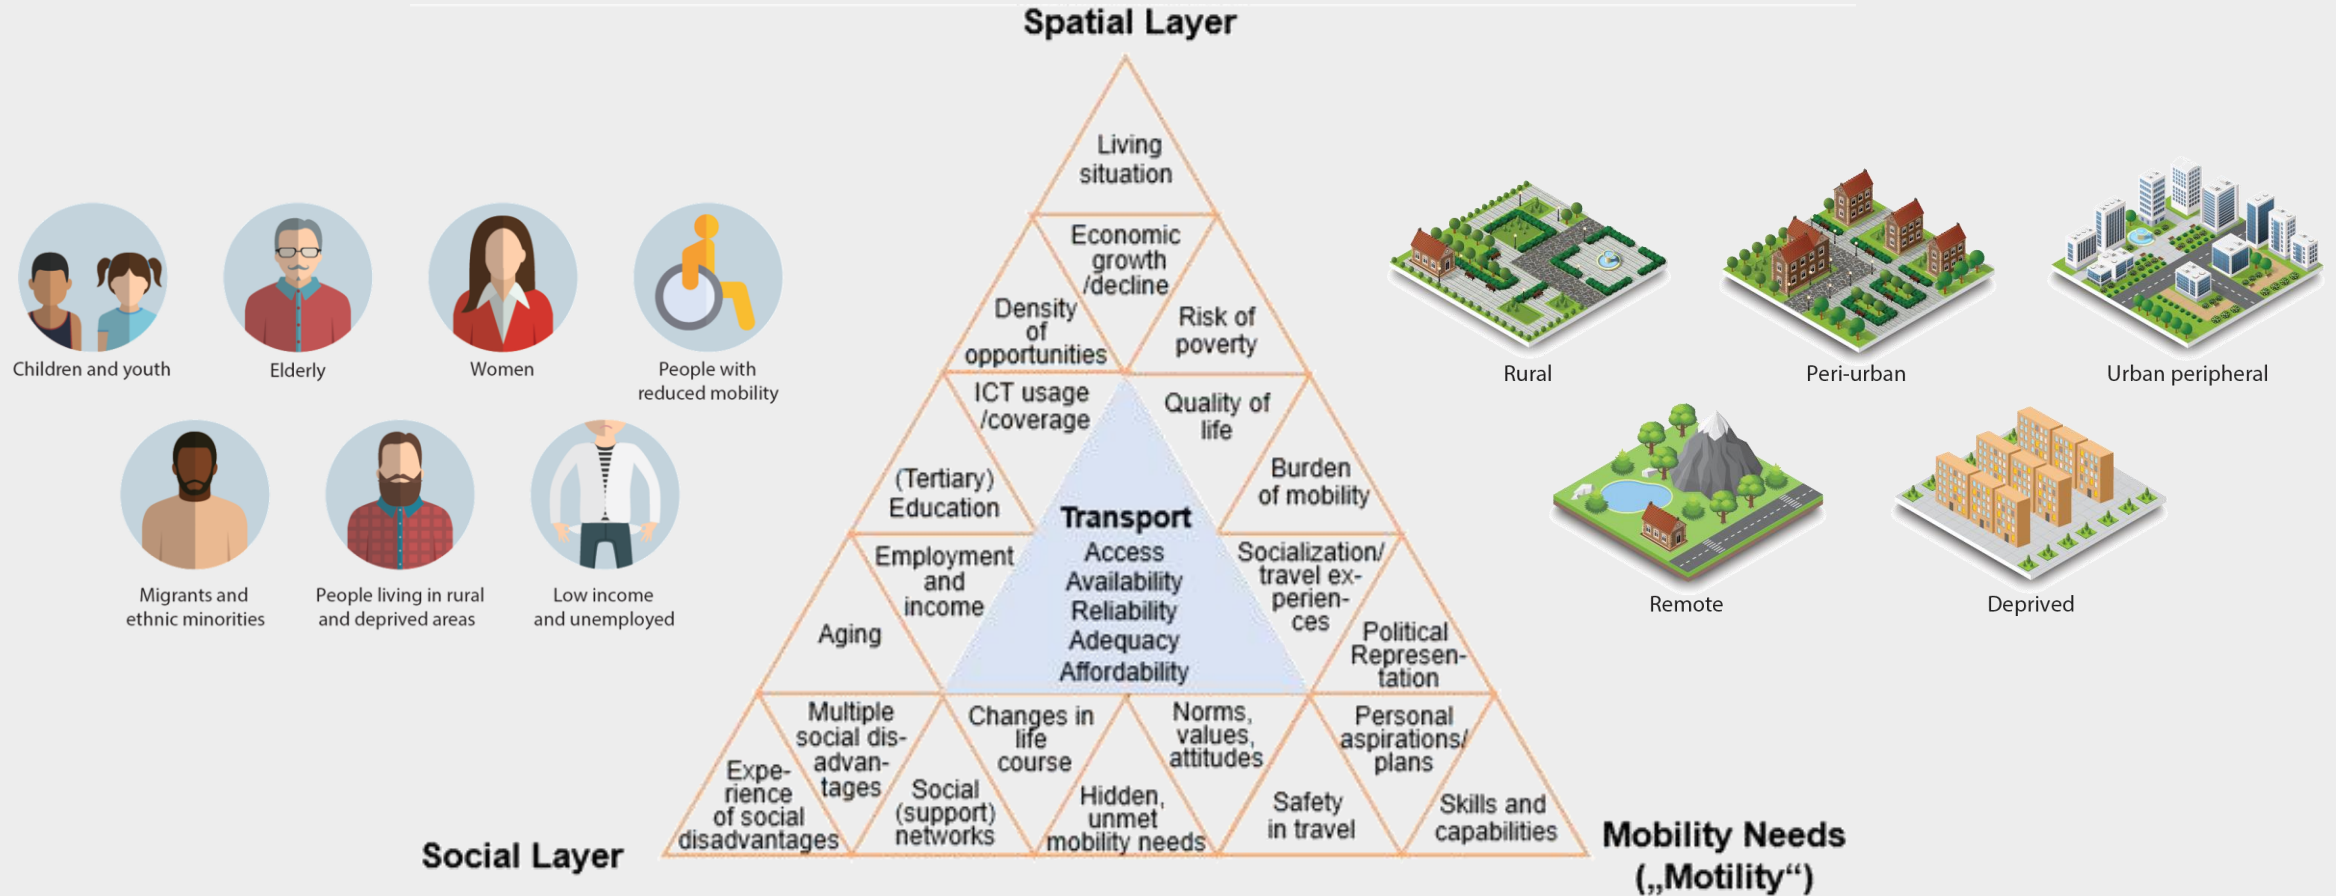 Spatial Layer
Living
situation
Economic
growth
/decline
Density
of
opportunities
Risk of
poverty
ICT usage
/coverage
Quality of
life
(Tertiary)
Education
Burden
of mobility
Transport
Access
Availability
Reliability
Adequacy
Affordability
Employment
and
income
Socialization/
travel ex-
perien-
ces
Aging
Political
Represen-
tation
Multiple
social dis-
advan-
tages
Changes in
life
course
Norms,
values,
attitudes
Personal
aspirations/
plans
Expe-
rience
of social
disadvantages
Social
(support)
networks
Hidden,
unmet
mobility needs
Safety
in travel
Skills and
capabilities
Social Layer
Mobility Needs
(„Motility“)
Children and youth
Elderly
Women
People with
reduced mobility
Migrants and
ethnic minorities
People living in rural
and deprived areas
Low income
and unemployed
Rural
Peri-urban
Urban peripheral
Remote
Deprived